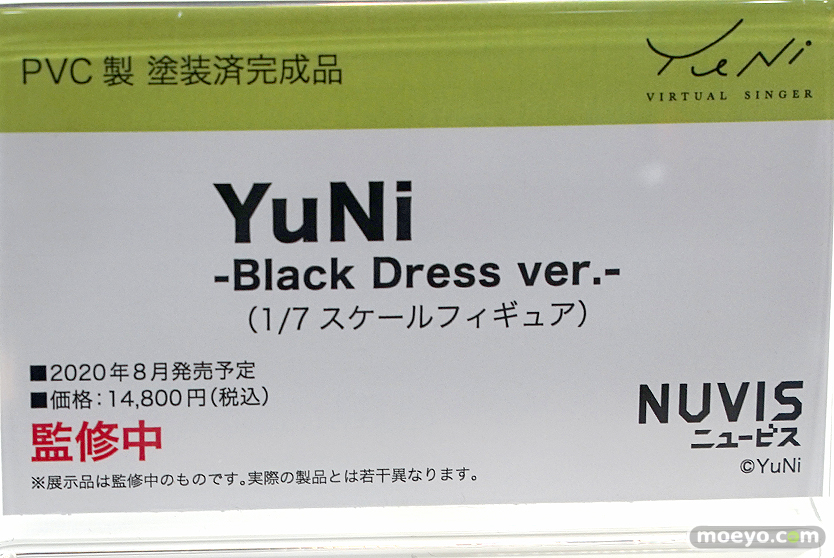 PVC 製 塗装済完成品
YuNi
VIRTUAL SINGER
YuNi
-Black Dress ver.-
(1/7 スケールフィギュア)
■2020年8月発売予定
■価格:14,800円(税込)
監修中
※展示品は監修中のものです。実際の製品とは若干異なります。
NUVIS
ニュービス
©YuNi
moeyo.com